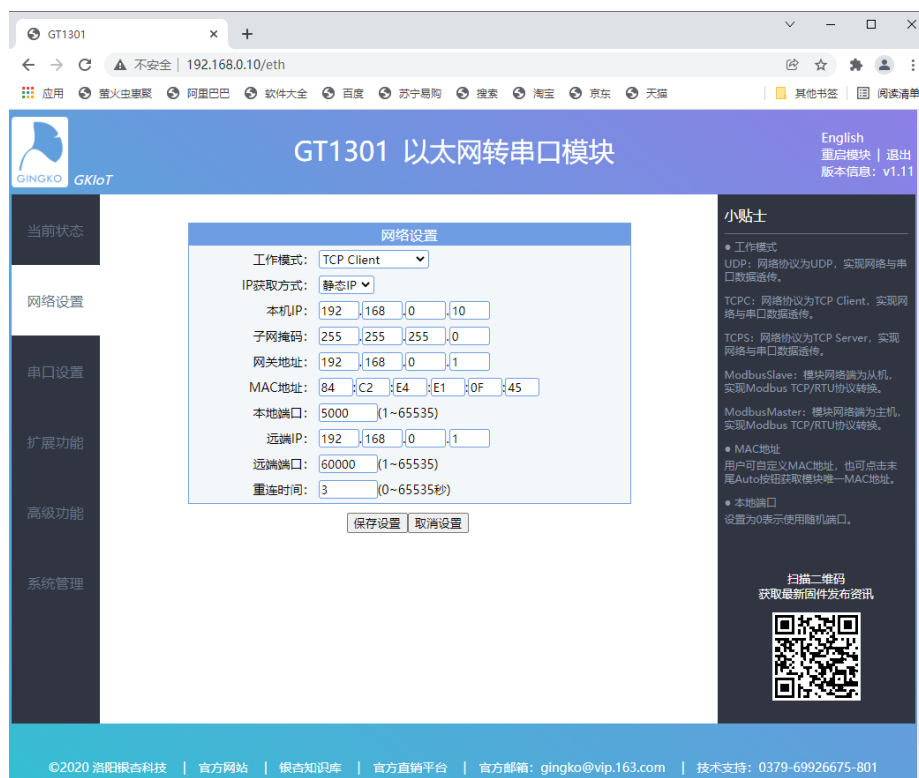 GT1301
不安全 | 192.168.0.10/eth
应用 萤火虫惠聚 阿里巴巴 软件大全 百度 苏宁易购 搜索 淘宝 京东 天猫 其他书签 阅读清单
GINGKO GKIoT
GT1301 以太网转串口模块
English
重启模块 | 退出
版本信息：v1.11
当前状态
网络设置
串口设置
扩展功能
高级功能
系统管理
网络设置
工作模式： TCP Client
IP获取方式： 静态IP
本机IP： 192 .168 .0 .10
子网掩码： 255 .255 .255 .0
网关地址： 192 .168 .0 .1
MAC地址： 84 :C2 :E4 :E1 :0F :45
本地端口： 5000 (1~65535)
远端IP： 192 .168 .0 .1
远端端口： 60000 (1~65535)
重连时间： 3 (0~65535秒)
保存设置 取消设置
小贴士
● 工作模式
UDP：网络协议为UDP，实现网络与串
口数据透传。
TCPC：网络协议为TCP Client，实现网
络与串口数据透传。
TCPS：网络协议为TCP Server，实现
网络与串口数据透传。
ModbusSlave：模块网络端为从机，
实现Modbus TCP/RTU协议转换。
ModbusMaster：模块网络端为主机，
实现Modbus TCP/RTU协议转换。
● MAC地址
用户可自定义MAC地址，也可点击末
尾Auto按钮获取模块唯一MAC地址。
● 本地端口
设置为0表示使用随机端口。
扫描二维码
获取最新固件发布资讯
©2020 洛阳银杏科技 | 官方网站 | 银杏知识库 | 官方直销平台 | 官方邮箱：gingko@vip.163.com | 技术支持：0379-69926675-801